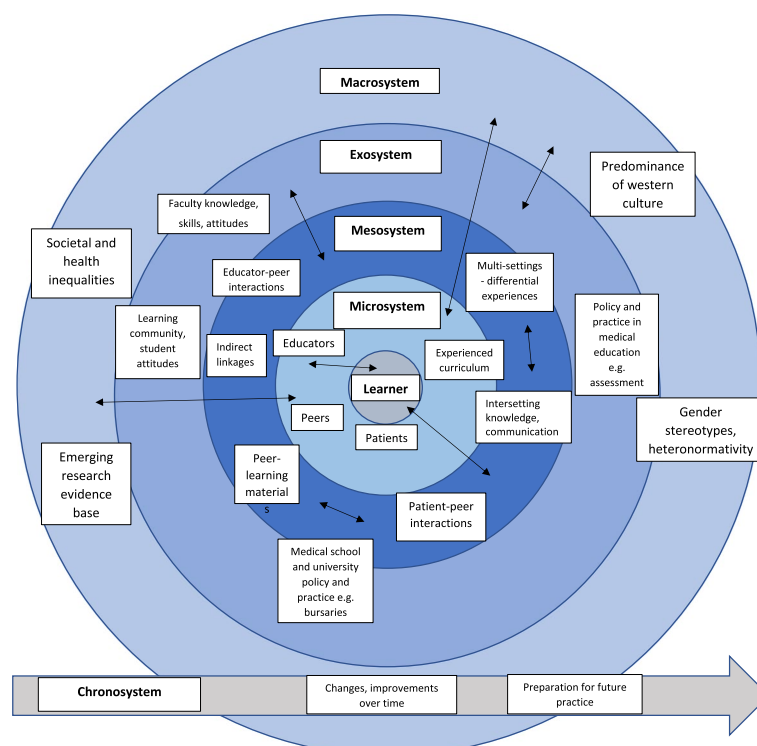 Macrosystem
Exosystem
Predominance
of western
culture
Faculty knowledge,
skills, attitudes
Mesosystem
Societal and
health
inequalities
Educator-peer
interactions
Multi-settings
- differential
experiences
Microsystem
Learning
community,
student
attitudes
Indirect
linkages
Educators
Experienced
curriculum
Policy and
practice in
medical
education
e.g.
assessment
Learner
Peers
Patients
Intersetting
knowledge,
communication
Gender
stereotypes,
heteronormativity
Emerging
research
evidence
base
Peer-
learning
material
s
Patient-peer
interactions
Medical school
and university
policy and
practice e.g.
bursaries
Chronosystem
Changes, improvements
over time
Preparation for future
practice